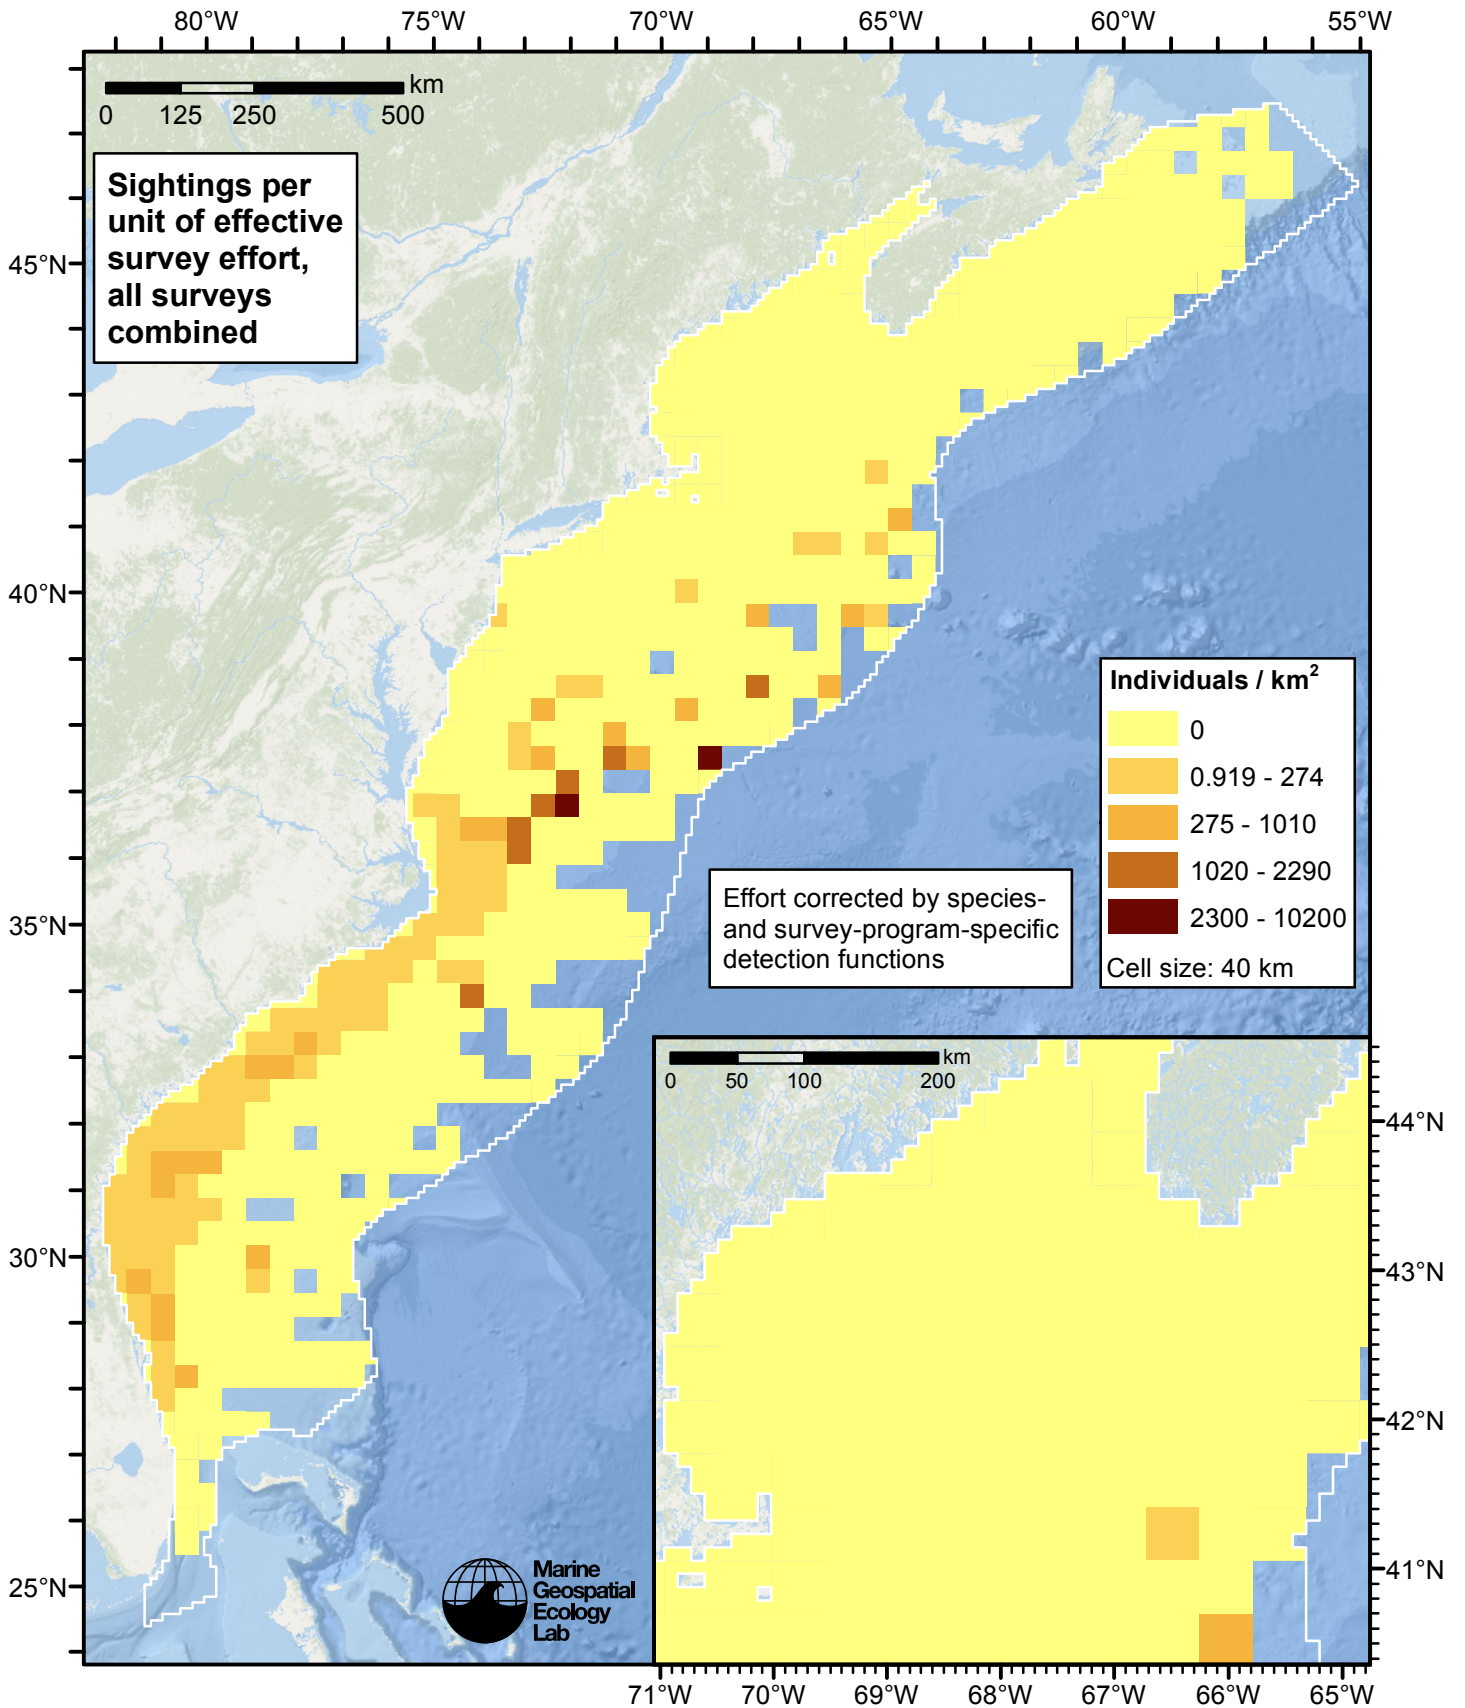 80°W 75°W 70°W 65°W 60°W 55°W
km
0 125 250 500
Sightings per
unit of effective
survey effort,
all surveys
combined
45°N
40°N
35°N
30°N
25°N
Individuals / km²
0
0.919 - 274
275 - 1010
1020 - 2290
2300 - 10200
Cell size: 40 km
Effort corrected by species-
and survey-program-specific
detection functions
km
0 50 100 200
44°N
43°N
42°N
41°N
Marine
Geospatial
Ecology
Lab
71°W 70°W 69°W 68°W 67°W 66°W 65°W